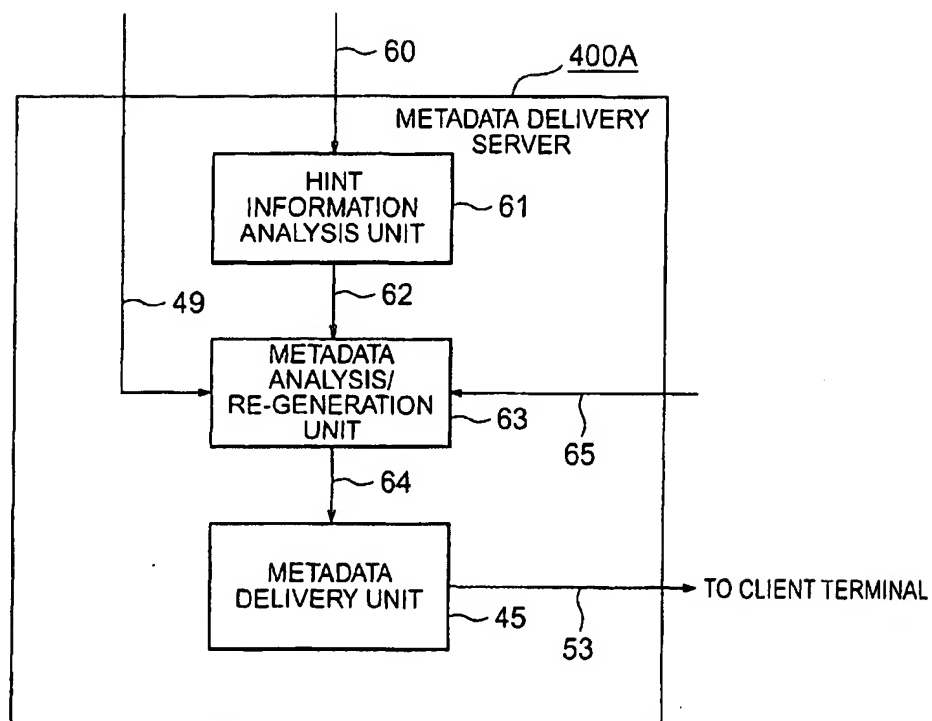 60
400A
METADATA DELIVERY
SERVER
HINT
INFORMATION
ANALYSIS UNIT
61
62
49
METADATA
ANALYSIS/
RE-GENERATION
UNIT
63
65
64
METADATA
DELIVERY UNIT
45
53
TO CLIENT TERMINAL